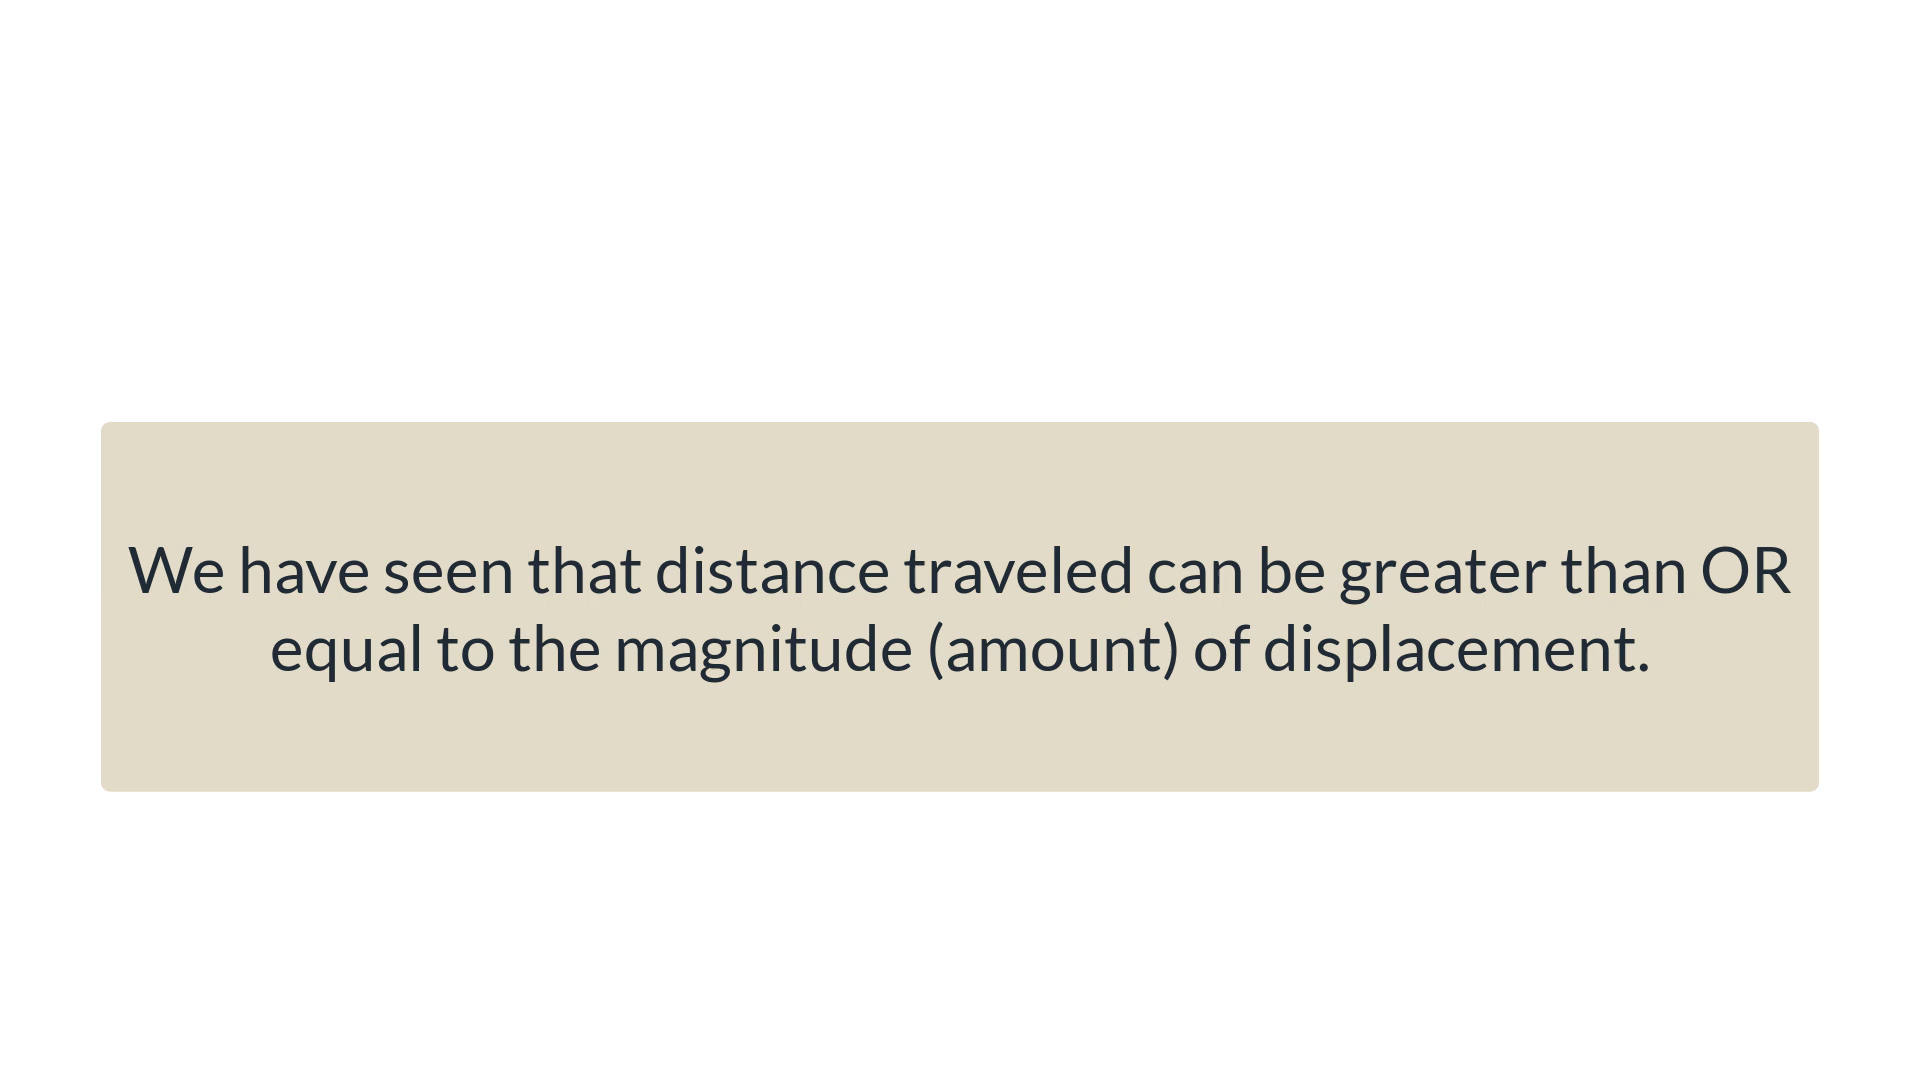 We have seen that distance traveled can be greater than OR
equal to the magnitude (amount) of displacement.